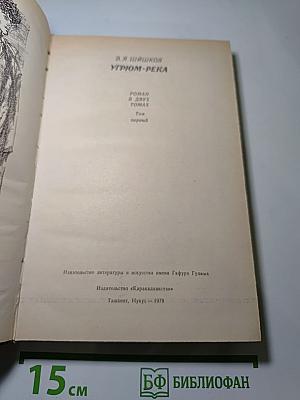 В. Я. ШИШКОВ
УГРЮМ-РЕКА
РОМАН
В ДВУХ
ТОМАХ
Том
первый
Издательство литературы и искусства имени Гафура Гуляма
Издательство «Каракалпакстан»
Ташкент, Нукус — 1979
15 см
БФ БИБЛИОФАН